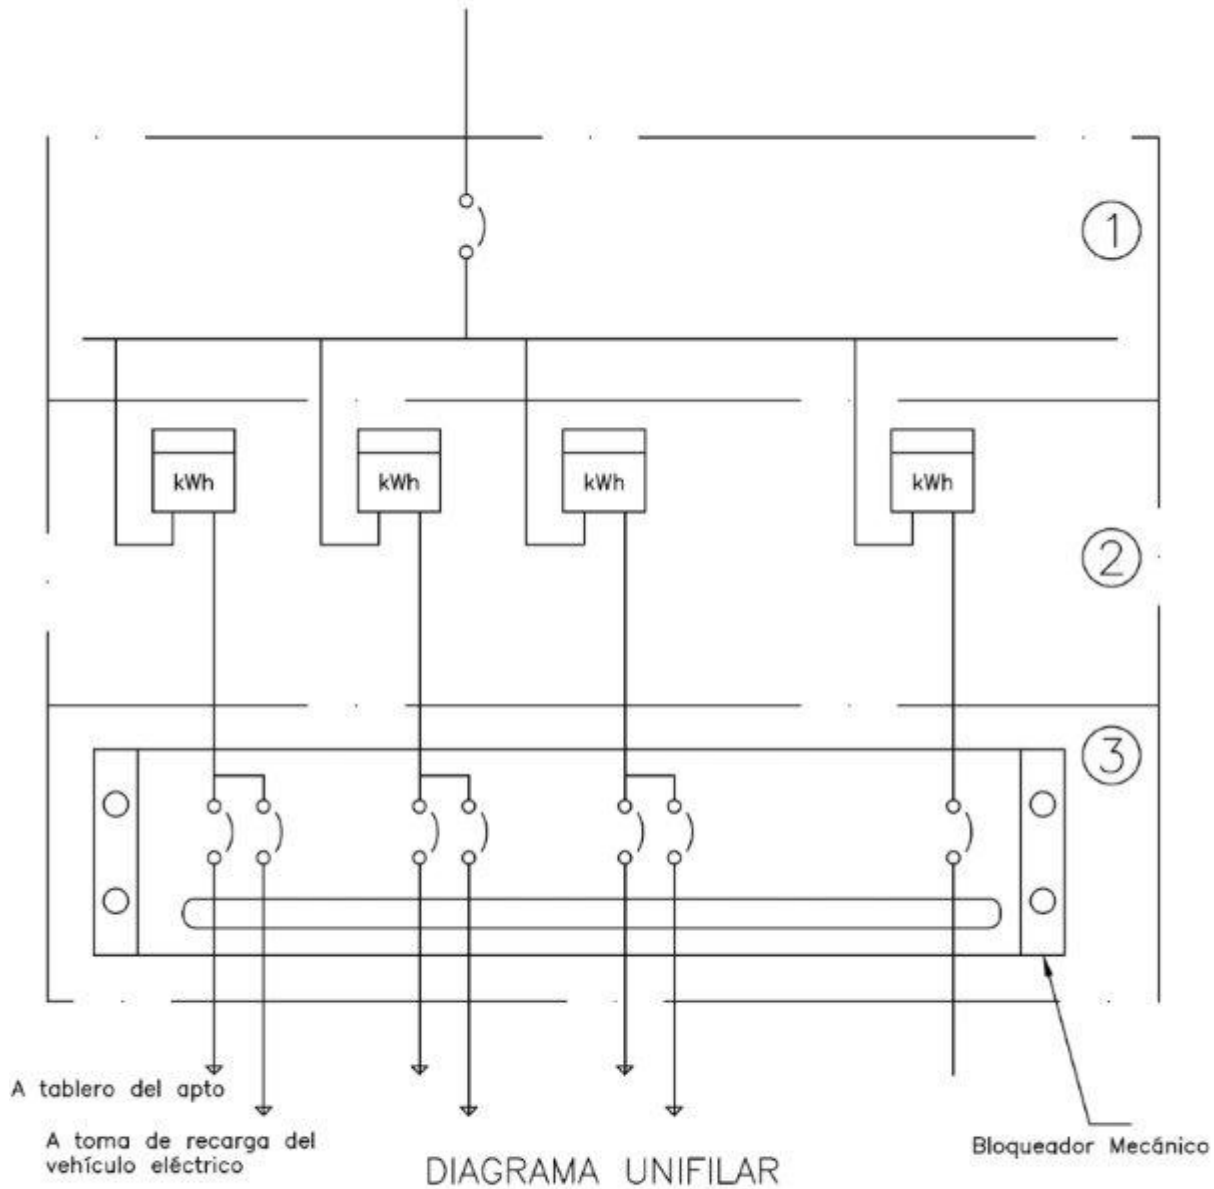 1
kWh
kWh
kWh
kWh
2
3
A tablero del apto
A toma de recarga del
vehículo eléctrico
Bloqueador Mecánico
DIAGRAMA UNIFILAR